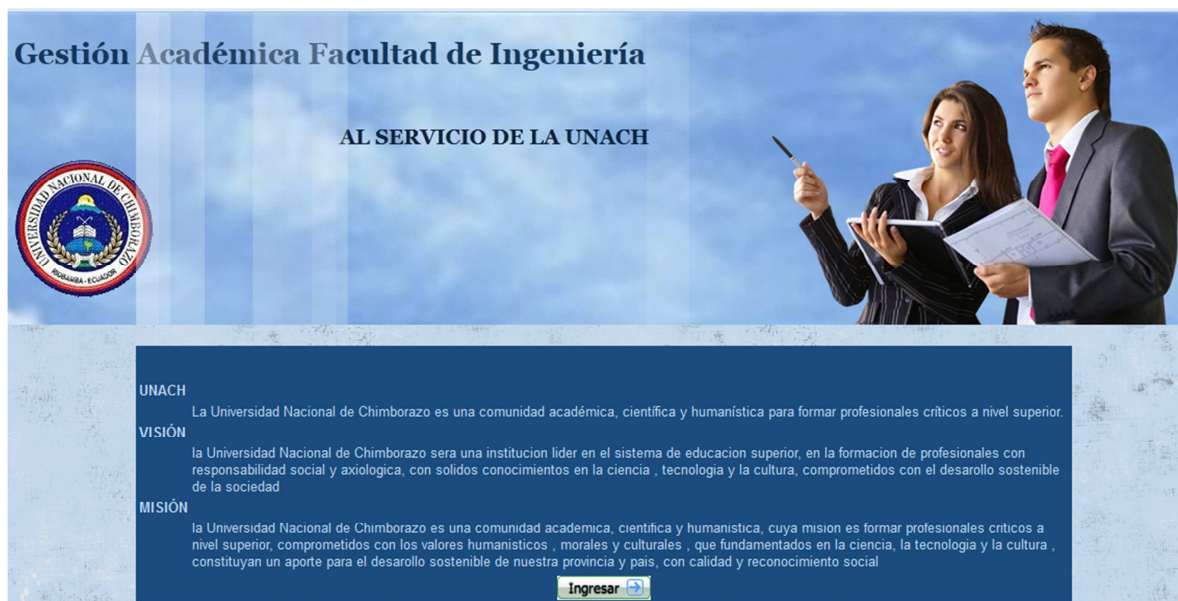 Gestión Académica Facultad de Ingeniería
AL SERVICIO DE LA UNACH
UNIVERSIDAD NACIONAL DE CHIMBORAZO
RIOBAMBA - ECUADOR
UNACH
La Universidad Nacional de Chimborazo es una comunidad académica, científica y humanística para formar profesionales críticos a nivel superior.
VISIÓN
la Universidad Nacional de Chimborazo sera una institucion lider en el sistema de educacion superior, en la formacion de profesionales con
responsabilidad social y axiologica, con solidos conocimientos en la ciencia , tecnologia y la cultura, comprometidos con el desarollo sostenible
de la sociedad
MISIÓN
la Universidad Nacional de Chimborazo es una comunidad academica, cientifica y humanistica, cuya mision es formar profesionales criticos a
nivel superior, comprometidos con los valores humanisticos , morales y culturales , que fundamentados en la ciencia, la tecnologia y la cultura ,
constituyan un aporte para el desarollo sostenible de nuestra provincia y pais, con calidad y reconocimiento social
Ingresar